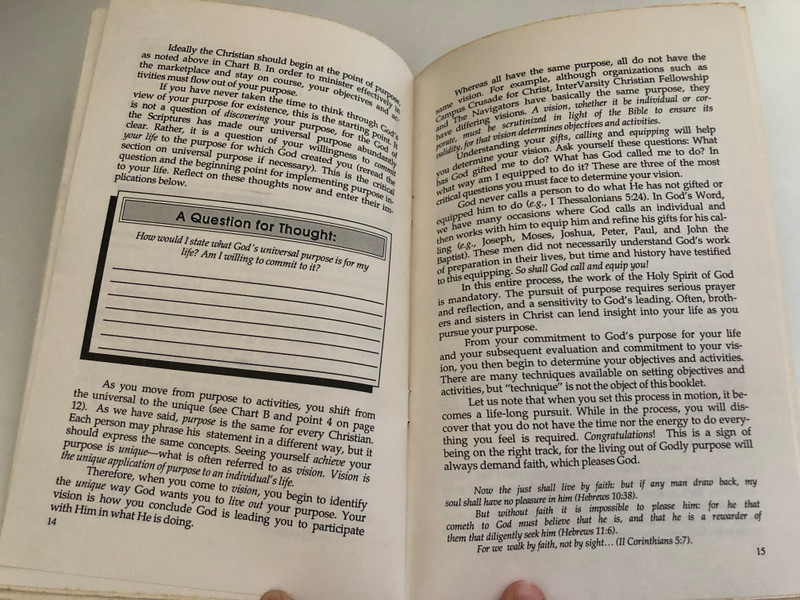 Ideally the Christian should begin at the point of purpose,
as noted above in Chart B. In order to minister effectively in
the marketplace and stay on course, your objectives and ac-
tivities must flow out of your purpose.
If you have never taken the time to think through God's
view of your purpose for existence, this is the starting point. It
is not a question of discovering your purpose, for the God of
the Scriptures has made our universal purpose abundantly
clear. Rather, it is a question of your willingness to commit
your life to the purpose for which God created you (reread the
section on universal purpose if necessary). This is the critical
question and the beginning point for implementing purpose in-
to your life. Reflect on these thoughts now and enter their im-
plications below.
A Question for Thought:
How would I state what God's universal purpose is for my
life? Am I willing to commit to it?
As you move from purpose to activities, you shift from
the universal to the unique (see Chart B and point 4 on page
12). As we have said, purpose is the same for every Christian.
Each person may phrase his statement in a different way, but it
should express the same concepts. Seeing yourself achieve your
purpose is unique—what is often referred to as vision. Vision is
the unique application of purpose to an individual's life.
Therefore, when you come to vision, you begin to identify
the unique way God wants you to live out your purpose. Your
vision is how you conclude God is leading you to participate
with Him in what He is doing.
14
Whereas all have the same purpose, all do not have the
same vision. For example, although organizations such as
Campus Crusade for Christ, InterVarsity Christian Fellowship
and The Navigators have basically the same purpose, they
have differing visions. A vision, whether it be individual or cor-
porate, must be scrutinized in light of the Bible to ensure its
validity, for that vision determines objectives and activities.
Understanding your gifts, calling and equipping will help
you determine your vision. Ask yourself these questions: What
has God gifted me to do? What has God called me to do? In
what way am I equipped to do it? These are three of the most
critical questions you must face to determine your vision.
God never calls a person to do what He has not gifted or
equipped him to do (e.g., I Thessalonians 5:24). In God's Word,
we have many occasions where God calls an individual and
then works with him to equip him and refine his gifts for his cal-
ling (e.g., Joseph, Moses, Joshua, Peter, Paul, and John the
Baptist). These men did not necessarily understand God's work
of preparation in their lives, but time and history have testified
to this equipping. So shall God call and equip you!
In this entire process, the work of the Holy Spirit of God
is mandatory. The pursuit of purpose requires serious prayer
and reflection, and a sensitivity to God's leading. Often, broth-
ers and sisters in Christ can lend insight into your life as you
pursue your purpose.
From your commitment to God's purpose for your life
and your subsequent evaluation and commitment to your vis-
ion, you then begin to determine your objectives and activities.
There are many techniques available on setting objectives and
activities, but "technique" is not the object of this booklet.
Let us note that when you set this process in motion, it be-
comes a life-long pursuit. While in the process, you will dis-
cover that you do not have the time nor the energy to do every-
thing you feel is required. Congratulations! This is a sign of
being on the right track, for the living out of Godly purpose will
always demand faith, which pleases God.
Now the just shall live by faith: but if any man draw back, my
soul shall have no pleasure in him (Hebrews 10:38).
But without faith it is impossible to please him: for he that
cometh to God must believe that he is, and that he is a rewarder of
them that diligently seek him (Hebrews 11:6).
For we walk by faith, not by sight... (II Corinthians 5:7).
15